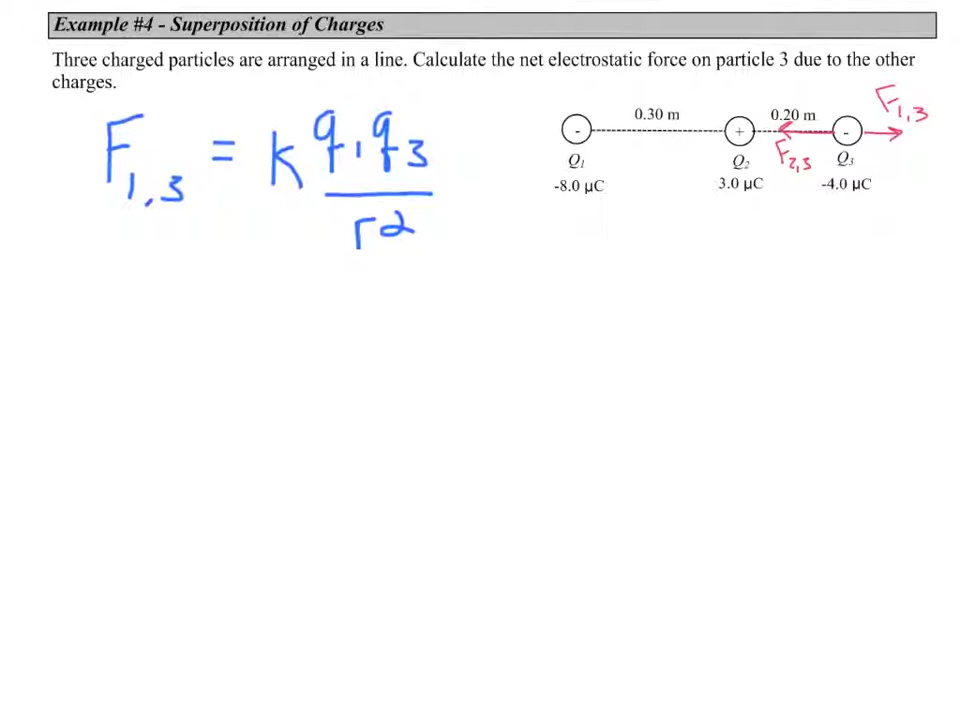 Example #4 - Superposition of Charges
Three charged particles are arranged in a line. Calculate the net electrostatic force on particle 3 due to the other
charges.
F1,3 = k q1q3
r2
0.30 m
0.20 m
F1,3
-
+
-
F2,3
Q1
Q2
Q3
-8.0 µC
3.0 µC
-4.0 µC